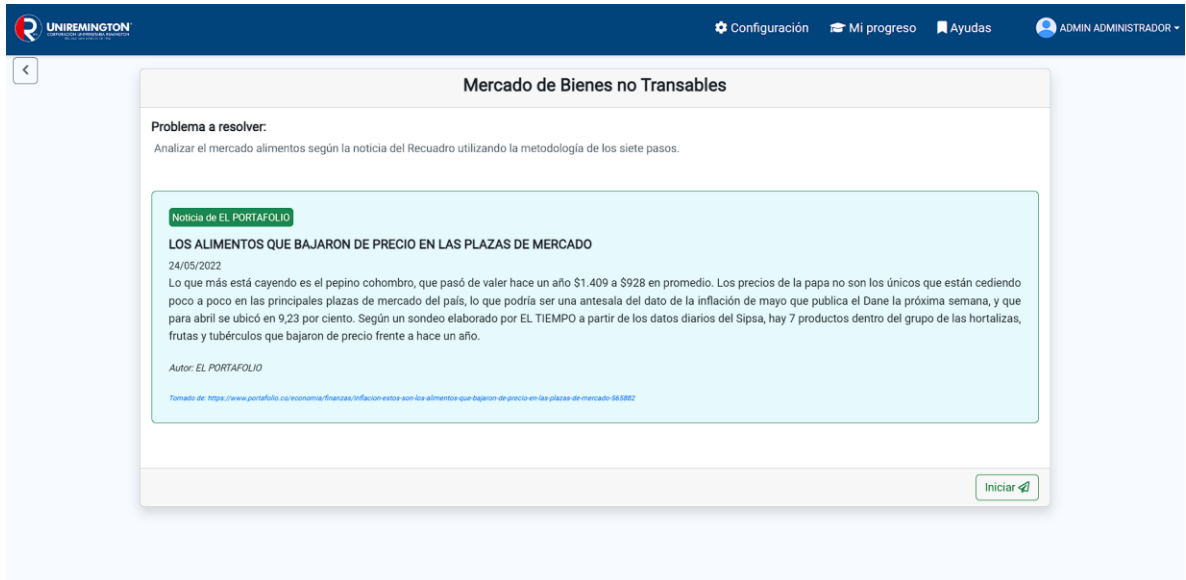 UNIREMINGTON
CORPORACIÓN UNIVERSITARIA REMINGTON
Configuración
Mi progreso
Ayudas
ADMIN ADMINISTRADOR
Mercado de Bienes no Transables
Problema a resolver:
Analizar el mercado alimentos según la noticia del Recuadro utilizando la metodología de los siete pasos.
Noticia de EL PORTAFOLIO
LOS ALIMENTOS QUE BAJARON DE PRECIO EN LAS PLAZAS DE MERCADO
24/05/2022
Lo que más está cayendo es el pepino cohombro, que pasó de valer hace un año $1.409 a $928 en promedio. Los precios de la papa no son los únicos que están cediendo
poco a poco en las principales plazas de mercado del país, lo que podría ser una antesala del dato de la inflación de mayo que publica el Dane la próxima semana, y que
para abril se ubicó en 9,23 por ciento. Según un sondeo elaborado por EL TIEMPO a partir de los datos diarios del Sipsa, hay 7 productos dentro del grupo de las hortalizas,
frutas y tubérculos que bajaron de precio frente a hace un año.
Autor: EL PORTAFOLIO
Tomado de: https://www.portafolio.co/economia/finanzas/inflacion-estos-son-los-alimentos-que-bajaron-de-precio-en-las-plazas-de-mercado-565882
Iniciar